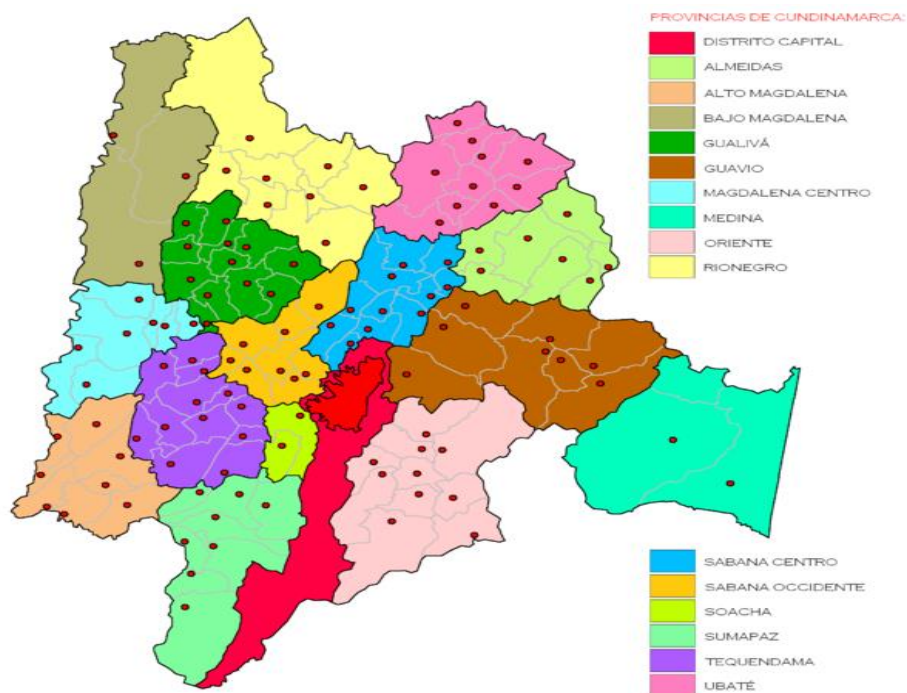 PROVINCIAS DE CUNDINAMARCA:
DISTRITO CAPITAL
ALMEIDAS
ALTO MAGDALENA
BAJO MAGDALENA
GUALIVÁ
GUAVIO
MAGDALENA CENTRO
MEDINA
ORIENTE
RIONEGRO
SABANA CENTRO
SABANA OCCIDENTE
SOACHA
SUMAPAZ
TEQUENDAMA
UBATÉ